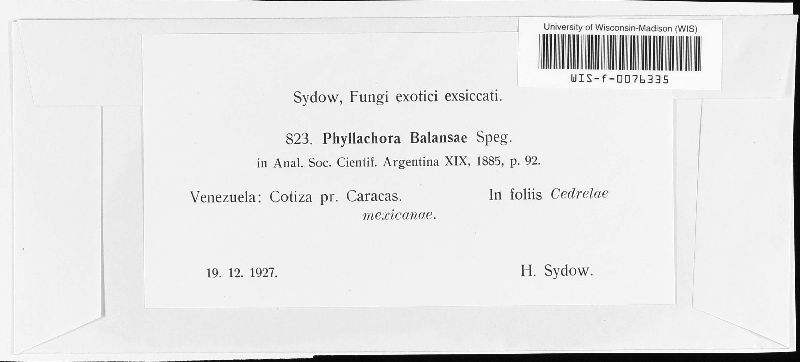 University of Wisconsin-Madison (WIS)
WIS-f-0076335
Sydow, Fungi exotici exsiccati.
823. Phyllachora Balansae Speg.
in Anal. Soc. Cientif. Argentina XIX, 1885, p. 92.
Venezuela: Cotiza pr. Caracas. In foliis Cedrelae
mexicanae.
19. 12. 1927. H. Sydow.